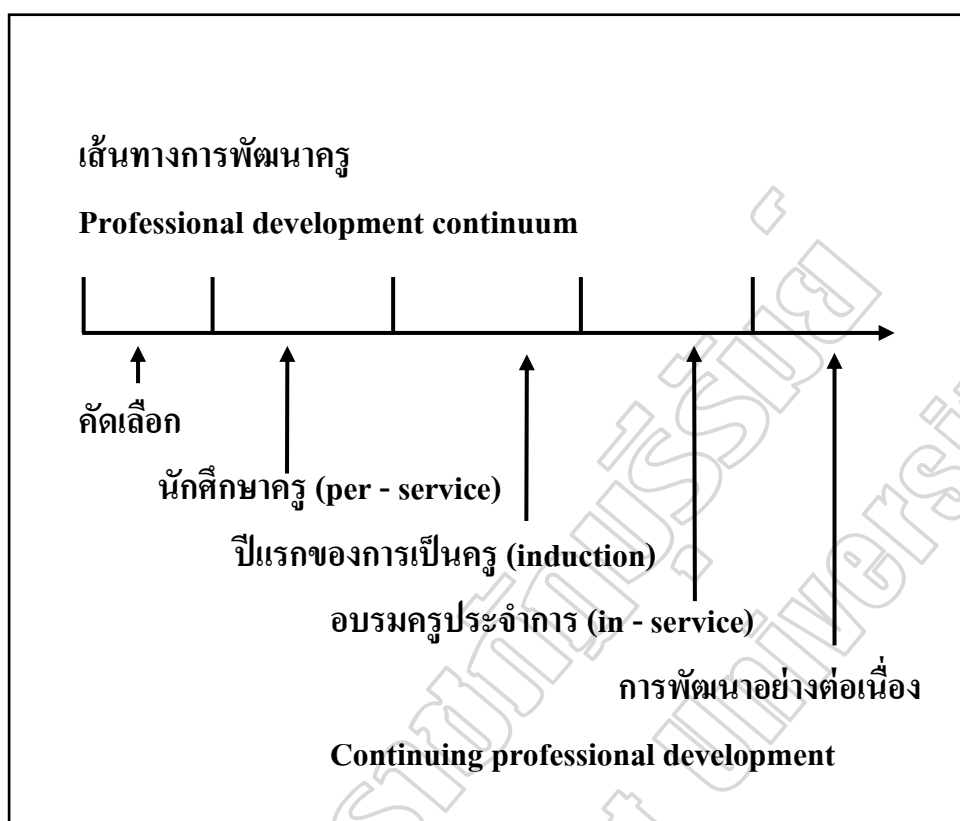 เส้นทางการพัฒนาครู
Professional development continuum
คัดเลือก
นักศึกษาครู (per - service)
ปีแรกของการเป็นครู (induction)
อบรมครูประจำการ (in - service)
การพัฒนาอย่างต่อเนื่อง
Continuing professional development